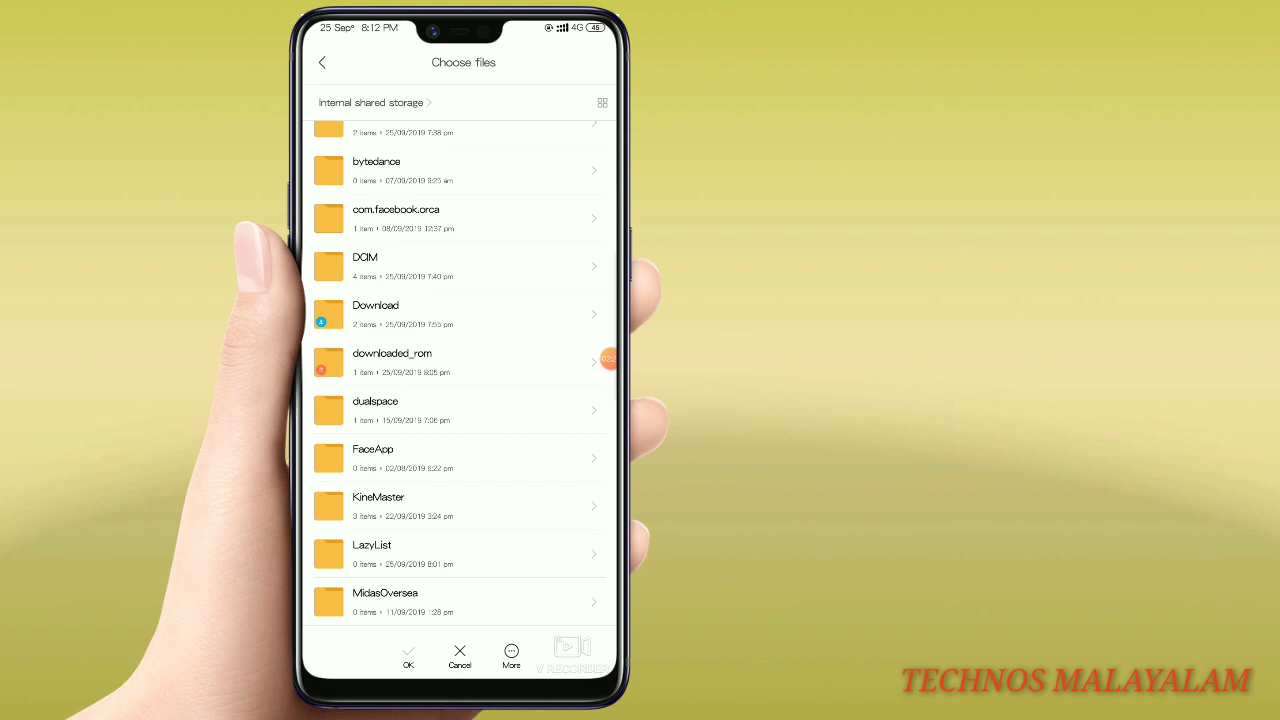 25 Sep° 8:12 PM
4G 45
Choose files
Internal shared storage
2 items 25/09/2019 7:38 pm
bytedance
0 items 07/09/2019 9:25 am
com.facebook.orca
1 item 08/09/2019 12:37 pm
DCIM
4 items 25/09/2019 7:40 pm
Download
2 items 25/09/2019 7:55 pm
downloaded_rom
1 item 25/09/2019 8:05 pm
dualspace
1 item 15/09/2019 7:06 pm
FaceApp
0 items 02/08/2019 6:22 pm
KineMaster
3 items 22/09/2019 3:24 pm
LazyList
0 items 25/09/2019 8:01 pm
MidasOversea
0 items 11/09/2019 1:28 pm
OK Cancel More
V RECORDER
TECHNOS MALAYALAM